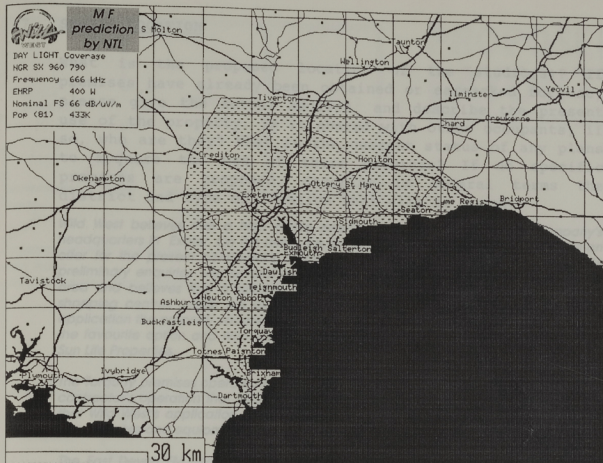 M F
prediction
by NTL
WEST
DAY LIGHT Coverage
NGR SX 960 790
Frequency 666 kHz
EHRP 400 W
Nominal FS 66 dB/uV/m
Pop (81) 433K
S Molton
Taunton
Wellington
Tiverton
Ilminster
Yeovil
Chard
Crewkerne
Crediton
Honiton
Okehampton
Ottery St Mary
Exeter
Lyme Regis
Bridport
Seaton
Sidmouth
Budleigh Salterton
Exmouth
Dawlish
Teignmouth
Tavistock
Ashburton
Newton Abbot
Buckfastleig
Torquay
Totnes
Paignton
Ivybridge
Plymouth
Brixham
Dartmouth
30 km